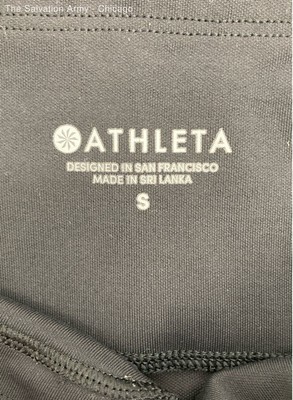 The Salvation Army - Chicago
ATHLETA
DESIGNED IN SAN FRANCISCO
MADE IN SRI LANKA
S